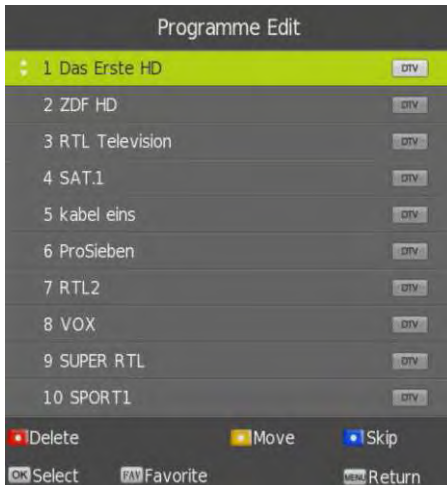 Programme Edit
1 Das Erste HD DTV
2 ZDF HD DTV
3 RTL Television DTV
4 SAT.1 DTV
5 kabel eins DTV
6 ProSieben DTV
7 RTL2 DTV
8 VOX DTV
9 SUPER RTL DTV
10 SPORT1 DTV
Delete Move Skip
OK Select FAV Favorite MENU Return